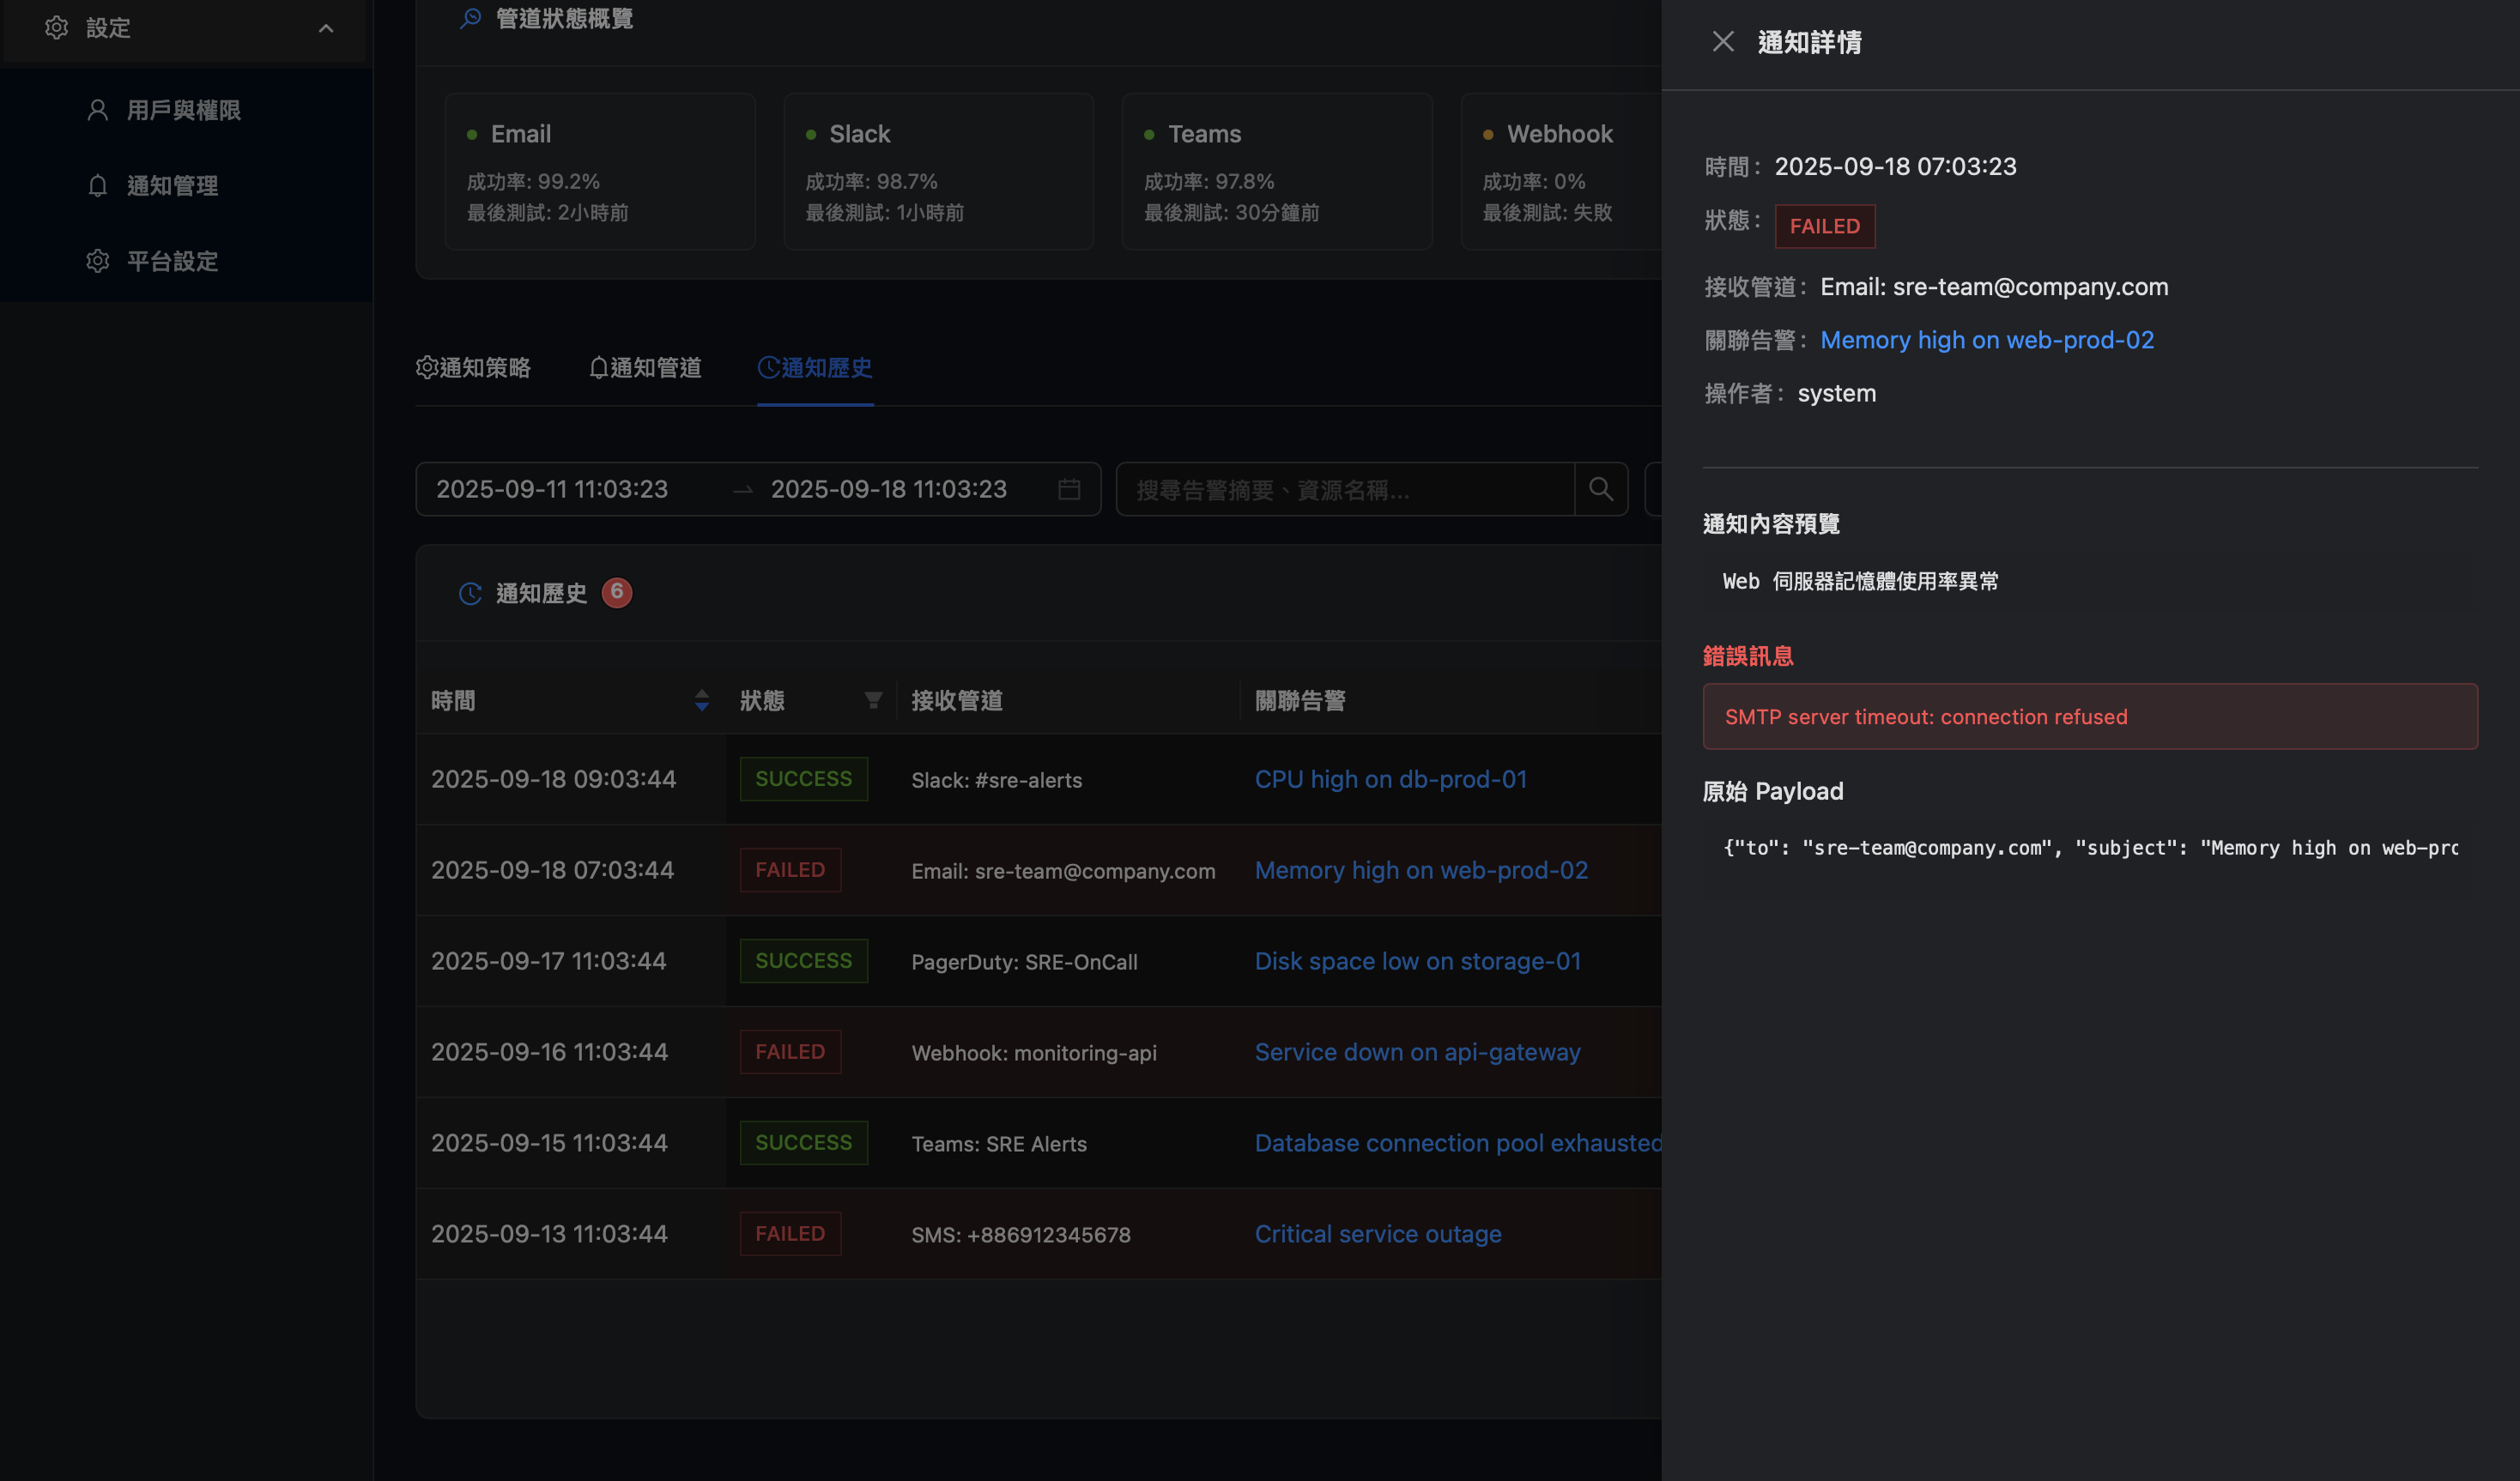 設定
用戶與權限
通知管理
平台設定
管道狀態概覽
Email
成功率: 99.2%
最後測試: 2小時前
Slack
成功率: 98.7%
最後測試: 1小時前
Teams
成功率: 97.8%
最後測試: 30分鐘前
Webhook
成功率: 0%
最後測試: 失敗
通知策略 通知管道 通知歷史
2025-09-11 11:03:23 2025-09-18 11:03:23 搜尋告警摘要、資源名稱...
通知歷史 6
時間 狀態 接收管道 關聯告警
2025-09-18 09:03:44 SUCCESS Slack: #sre-alerts CPU high on db-prod-01
2025-09-18 07:03:44 FAILED Email: sre-team@company.com Memory high on web-prod-02
2025-09-17 11:03:44 SUCCESS PagerDuty: SRE-OnCall Disk space low on storage-01
2025-09-16 11:03:44 FAILED Webhook: monitoring-api Service down on api-gateway
2025-09-15 11:03:44 SUCCESS Teams: SRE Alerts Database connection pool exhausted
2025-09-13 11:03:44 FAILED SMS: +886912345678 Critical service outage
通知詳情
時間: 2025-09-18 07:03:23
狀態: FAILED
接收管道: Email: sre-team@company.com
關聯告警: Memory high on web-prod-02
操作者: system
通知內容預覽
Web 伺服器記憶體使用率異常
錯誤訊息
SMTP server timeout: connection refused
原始 Payload
{"to": "sre-team@company.com", "subject": "Memory high on web-pro